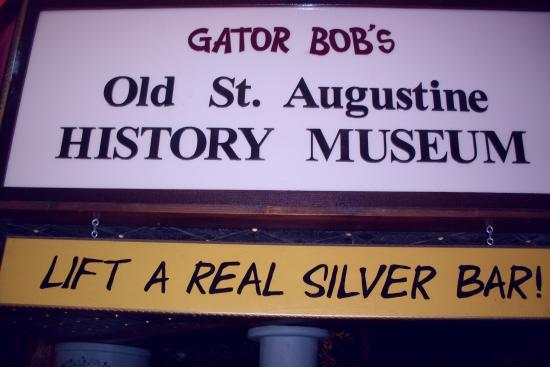 GATOR BOB'S
Old St. Augustine
HISTORY MUSEUM
LIFT A REAL SILVER BAR!